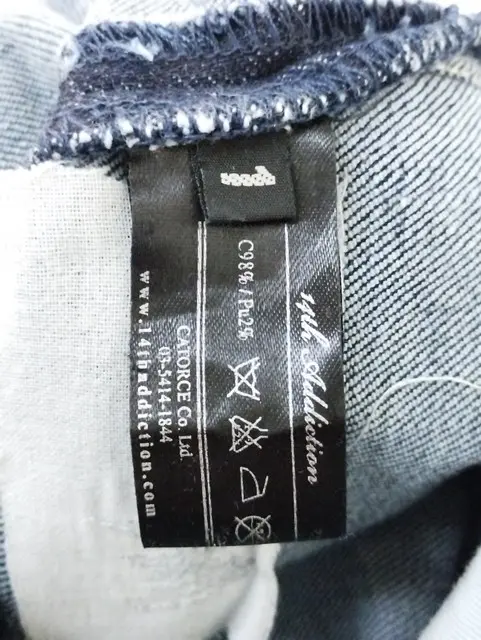 14th Addiction
C98% / Pu2%
CATORCE Co. Ltd.
03-5414-1844
www.14thaddiction.com